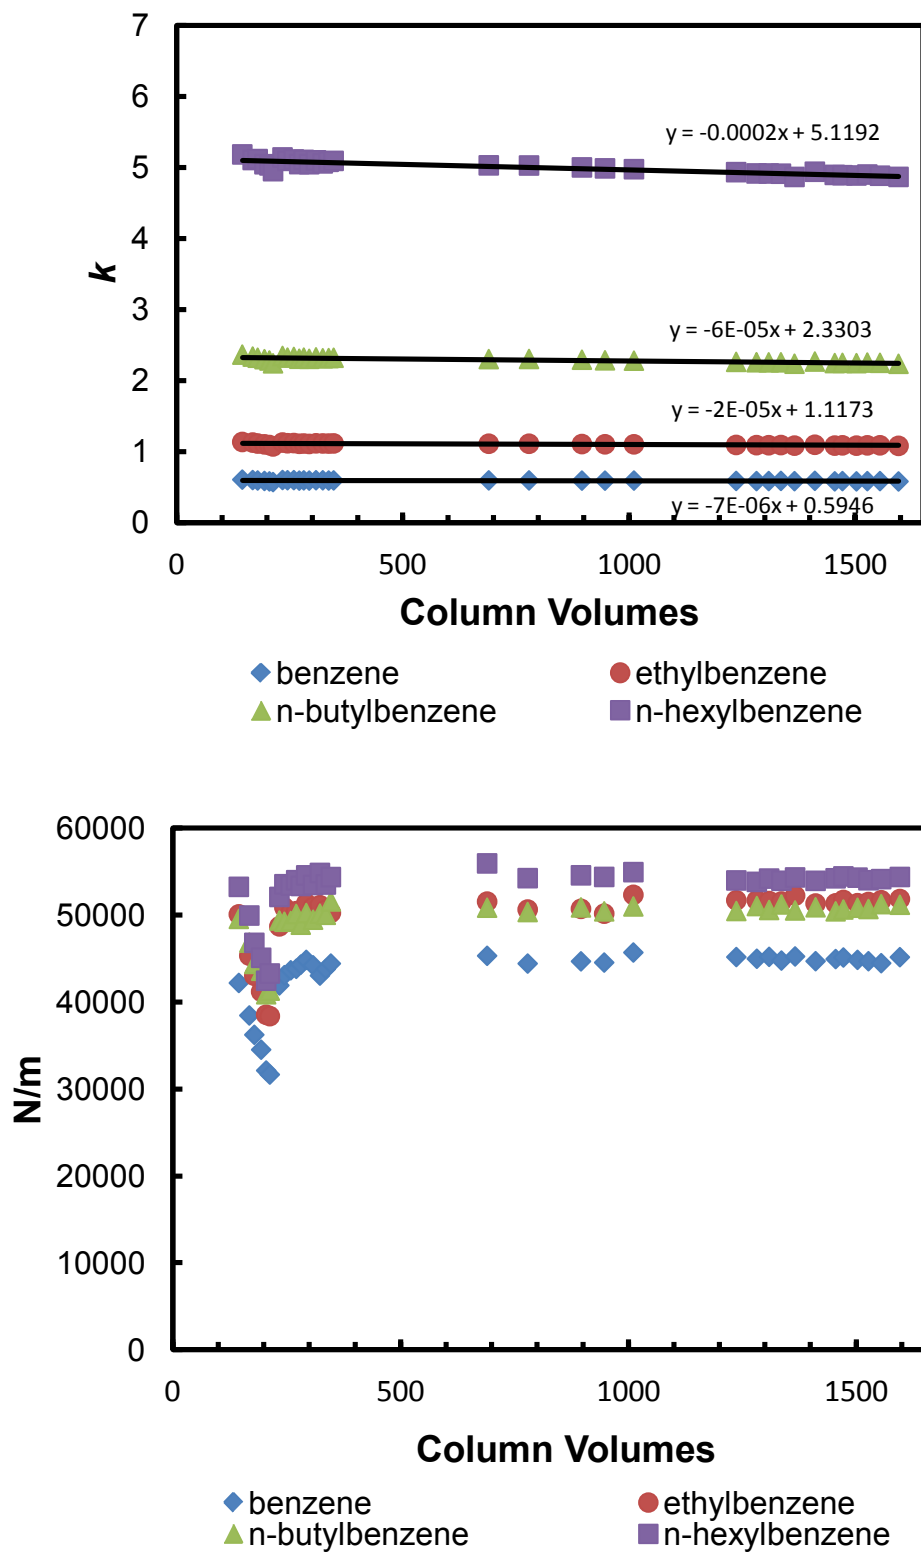 7
6
5
4
3
2
1
0
k
y = -0.0002x + 5.1192
y = -6E-05x + 2.3303
y = -2E-05x + 1.1173
y = -7E-06x + 0.5946
0 500 1000 1500
Column Volumes
benzene ethylbenzene
n-butylbenzene n-hexylbenzene
60000
50000
40000
30000
20000
10000
0
N/m
0 500 1000 1500
Column Volumes
benzene ethylbenzene
n-butylbenzene n-hexylbenzene